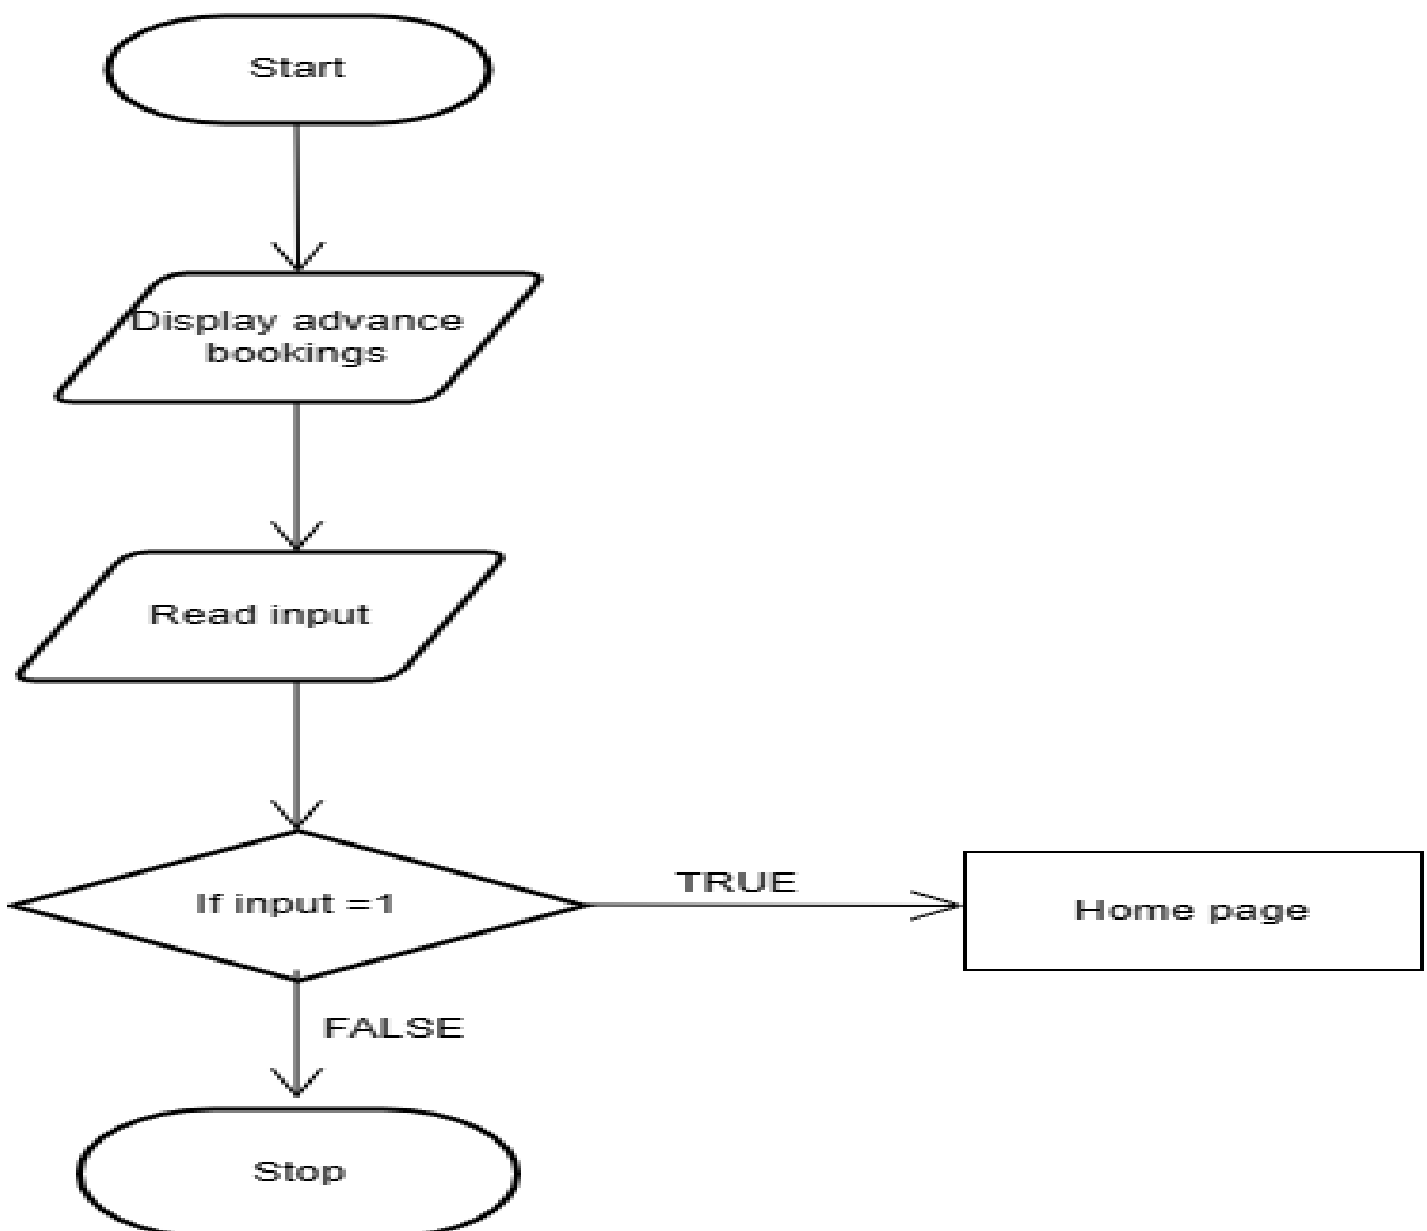 Start
Display advance
bookings
Read input
If input =1
TRUE
Home page
FALSE
Stop